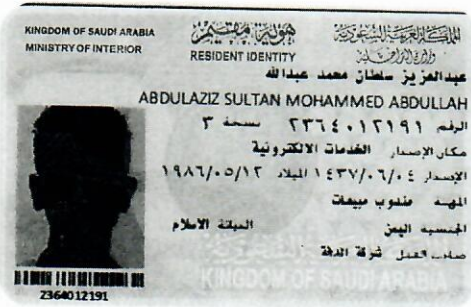 KINGDOM OF SAUDI ARABIA
MINISTRY OF INTERIOR
هوية مقيم
RESIDENT IDENTITY
المملكة العربية السعودية
وزارة الداخلية
عبدالعزيز سلطان محمد عبدالله
ABDULAZIZ SULTAN MOHAMMED ABDULLAH
الرقم ٢٣٦٤٠١٢١٩١ نسخة ٣
مكان الإصدار الخدمات الالكترونية
الإصدار ١٤٣٧/٠٦/٠٤ الميلاد ١٩٨٦/٠٥/١٢
المهنة مندوب مبيعات
الجنسية اليمن الديانة الاسلام
صاحب العمل شركة
KINGDOM OF SAUDI ARABIA
2364012191